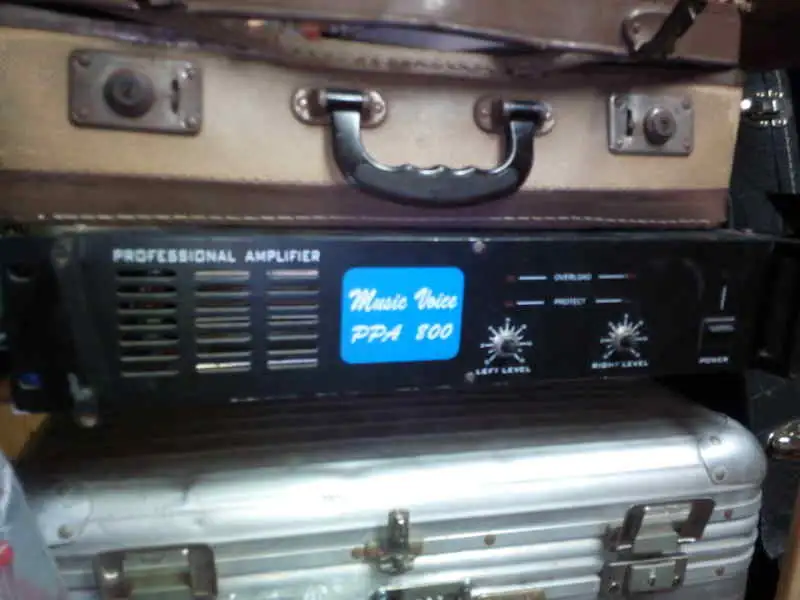 PROFESSIONAL AMPLIFIER
Music Voice
PPA 800
OVERLOAD
PROTECT
LEFT LEVEL
RIGHT LEVEL
POWER